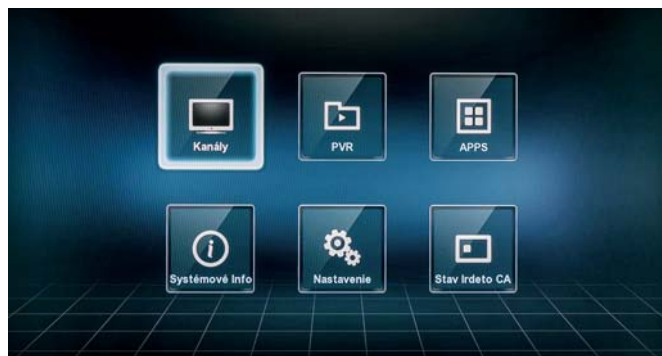 Kanály
PVR
APPS
Systémové Info
Nastavenie
Stav Irdeto CA